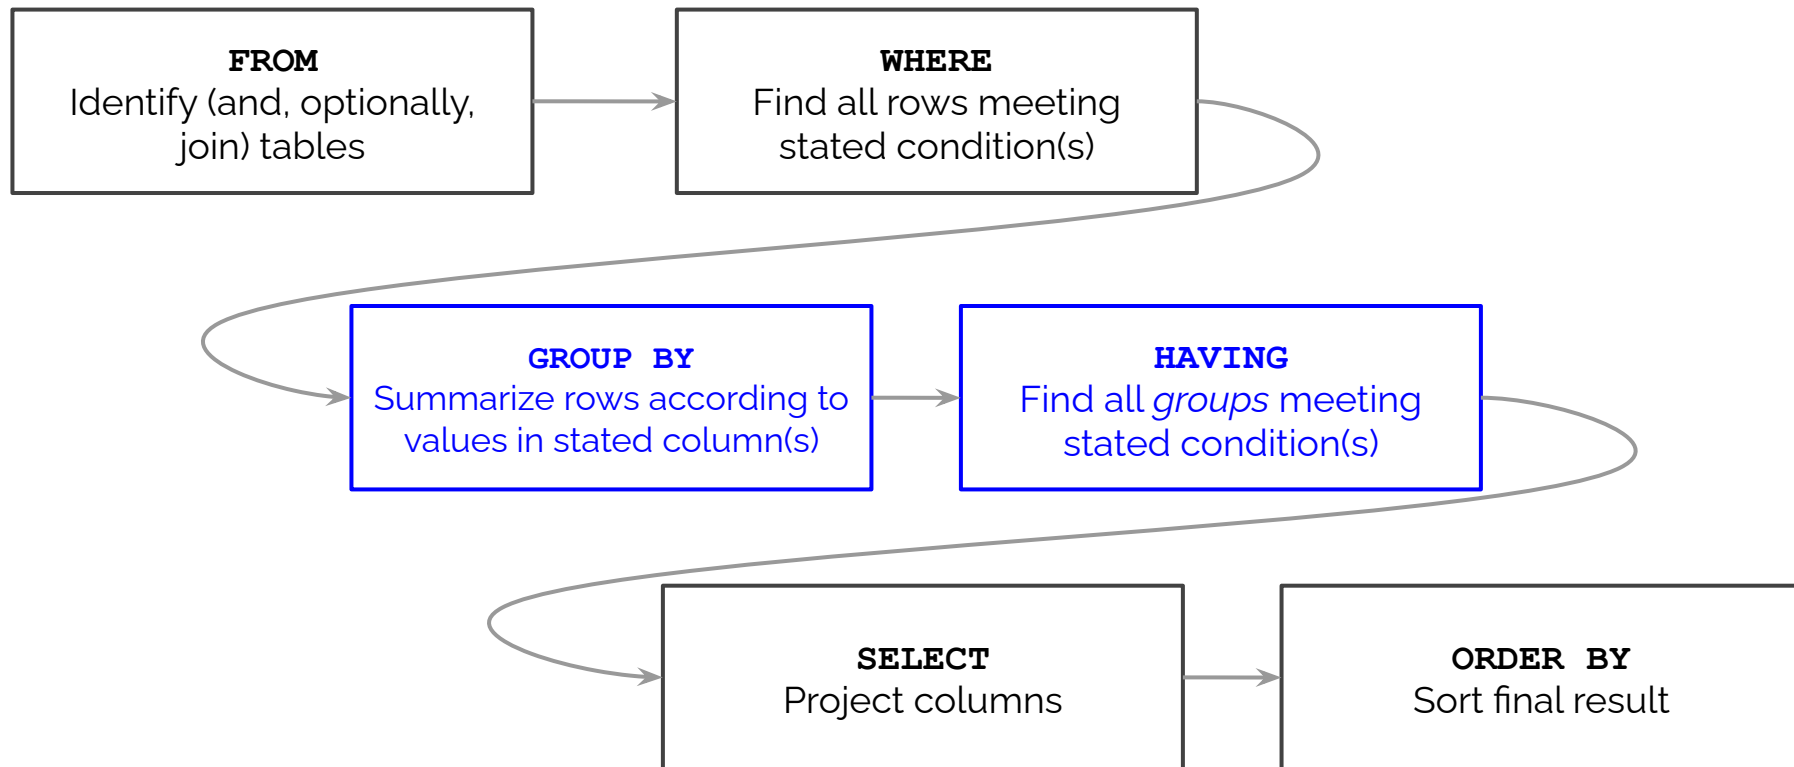 FROM
Identify (and, optionally,
join) tables
WHERE
Find all rows meeting
stated condition(s)
GROUP BY
Summarize rows according to
values in stated column(s)
HAVING
Find all groups meeting
stated condition(s)
SELECT
Project columns
ORDER BY
Sort final result